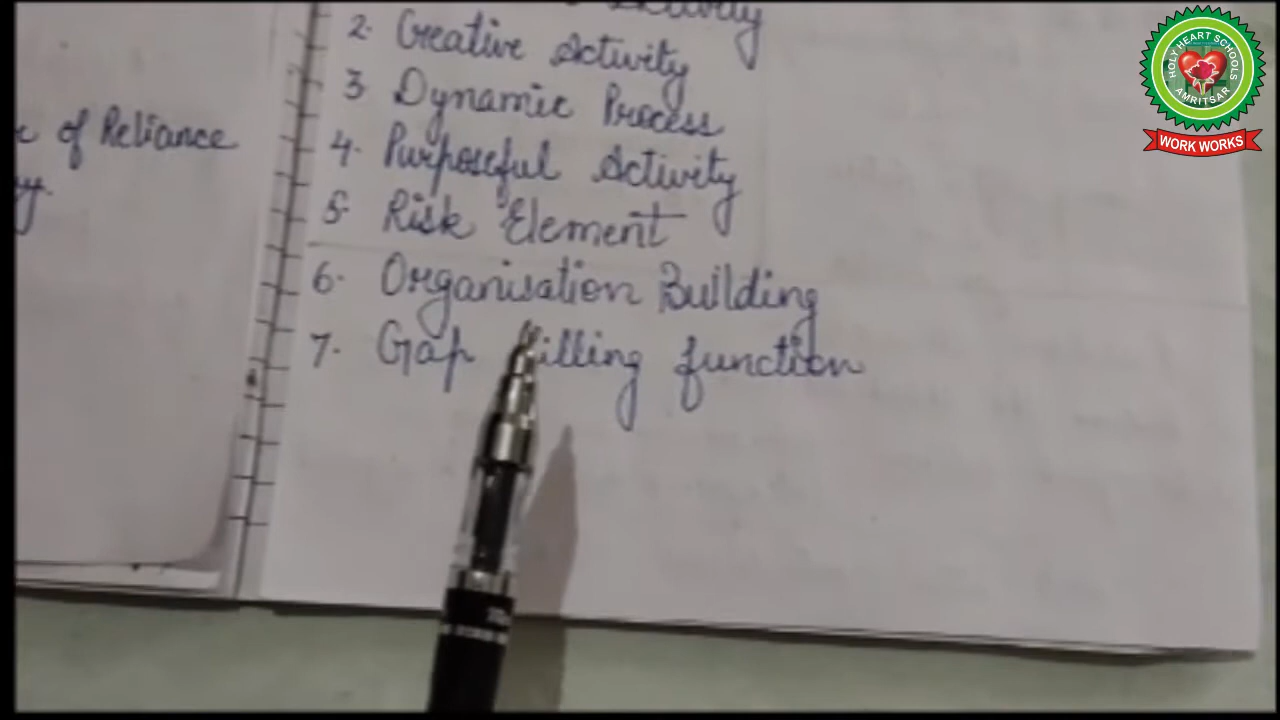 Activity
2. Creative Activity
3 Dynamic Process
4. Purposeful Activity
5. Risk Element
6. Organisation Building
7. Gap filling function
of Reliance
HOLY HEART SCHOOLS
AMRITSAR
WORK WORKS